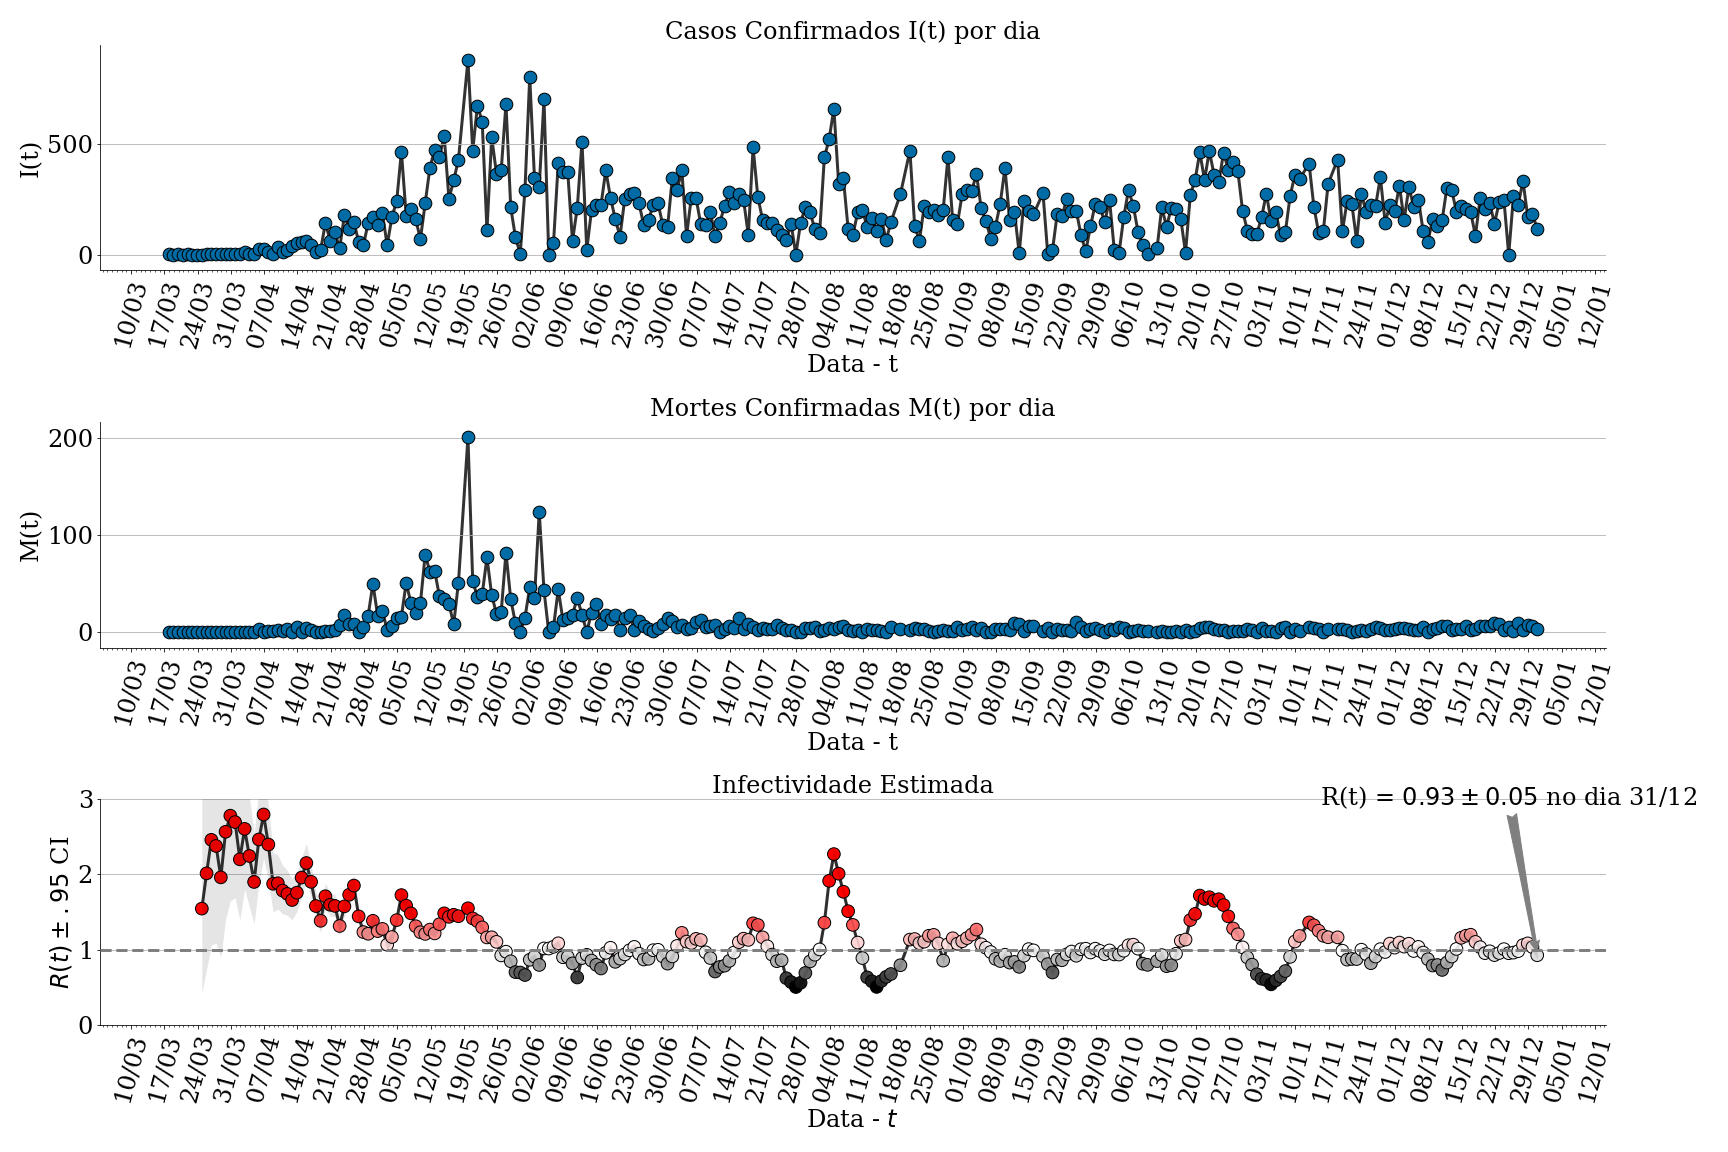 Casos Confirmados I(t) por dia
500
0
I(t)
10/03 17/03 24/03 31/03 07/04 14/04 21/04 28/04 05/05 12/05 19/05 26/05 02/06 09/06 16/06 23/06 30/06 07/07 14/07 21/07 28/07 04/08 11/08 18/08 25/08 01/09 08/09 15/09 22/09 29/09 06/10 13/10 20/10 27/10 03/11 10/11 17/11 24/11 01/12 08/12 15/12 22/12 29/12 05/01 12/01
Data - t
Mortes Confirmadas M(t) por dia
200
100
0
M(t)
10/03 17/03 24/03 31/03 07/04 14/04 21/04 28/04 05/05 12/05 19/05 26/05 02/06 09/06 16/06 23/06 30/06 07/07 14/07 21/07 28/07 04/08 11/08 18/08 25/08 01/09 08/09 15/09 22/09 29/09 06/10 13/10 20/10 27/10 03/11 10/11 17/11 24/11 01/12 08/12 15/12 22/12 29/12 05/01 12/01
Data - t
Infectividade Estimada
R(t) = 0.93 ± 0.05 no dia 31/12
3
2
1
0
R(t) ± .95 CI
10/03 17/03 24/03 31/03 07/04 14/04 21/04 28/04 05/05 12/05 19/05 26/05 02/06 09/06 16/06 23/06 30/06 07/07 14/07 21/07 28/07 04/08 11/08 18/08 25/08 01/09 08/09 15/09 22/09 29/09 06/10 13/10 20/10 27/10 03/11 10/11 17/11 24/11 01/12 08/12 15/12 22/12 29/12 05/01 12/01
Data - t